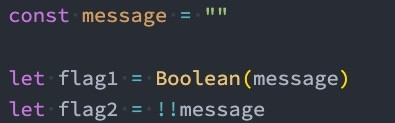 const message = ""
let flag1 = Boolean(message)
let flag2 = !!message